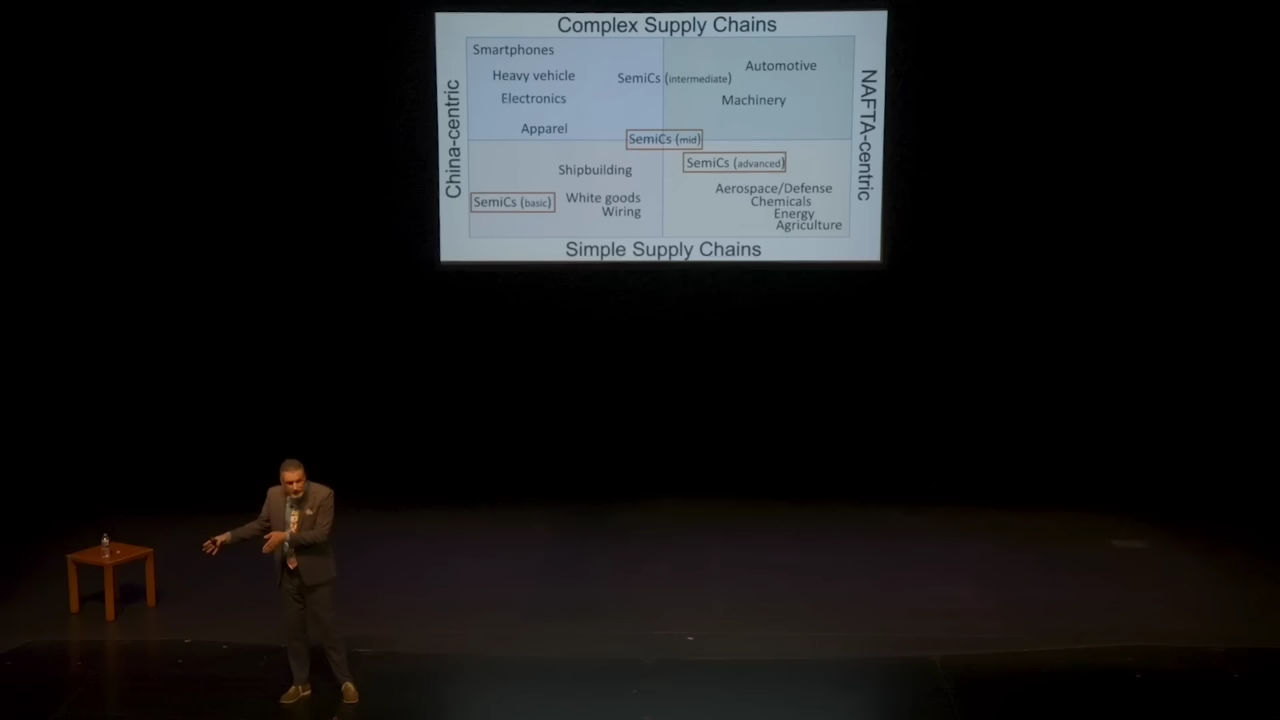 Complex Supply Chains
China-centric
NAFTA-centric
Smartphones
Heavy vehicle
Electronics
Apparel
SemiCs (intermediate)
Automotive
Machinery
SemiCs (mid)
SemiCs (advanced)
Shipbuilding
SemiCs (basic)
White goods
Wiring
Aerospace/Defense
Chemicals
Energy
Agriculture
Simple Supply Chains